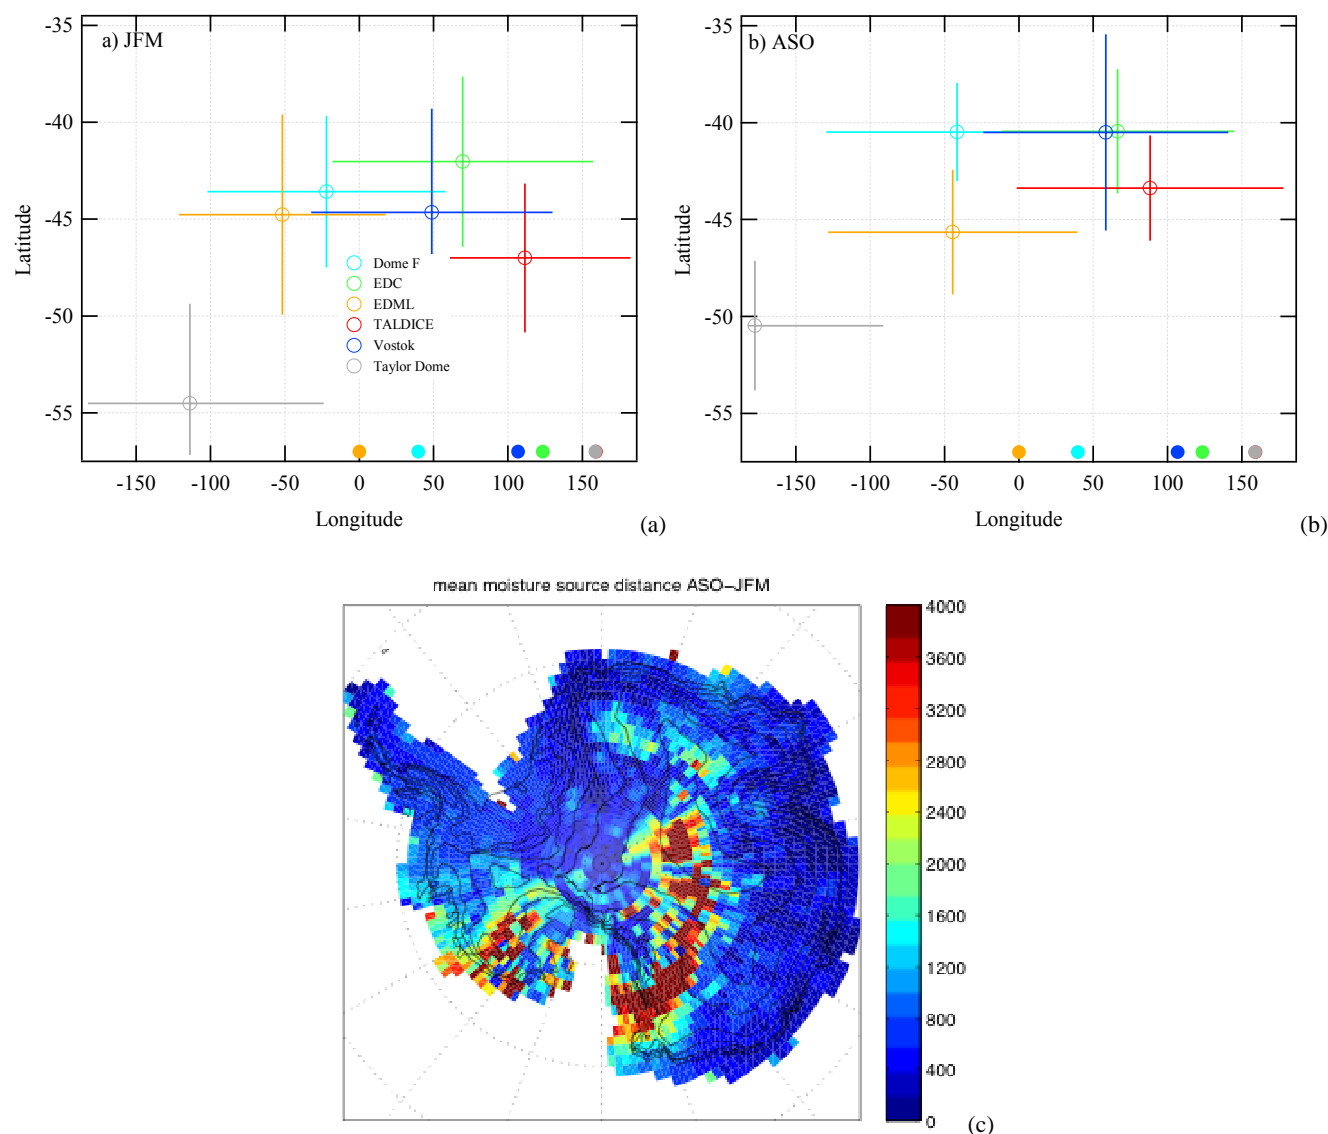 a) JFM
-35
-40
-45
-50
-55
Latitude
Dome F
EDC
EDML
TALDICE
Vostok
Taylor Dome
-150 -100 -50 0 50 100 150
Longitude
(a)
b) ASO
-35
-40
-45
-50
-55
Latitude
-150 -100 -50 0 50 100 150
Longitude
(b)
mean moisture source distance ASO-JFM
4000
3600
3200
2800
2400
2000
1600
1200
800
400
0
(c)